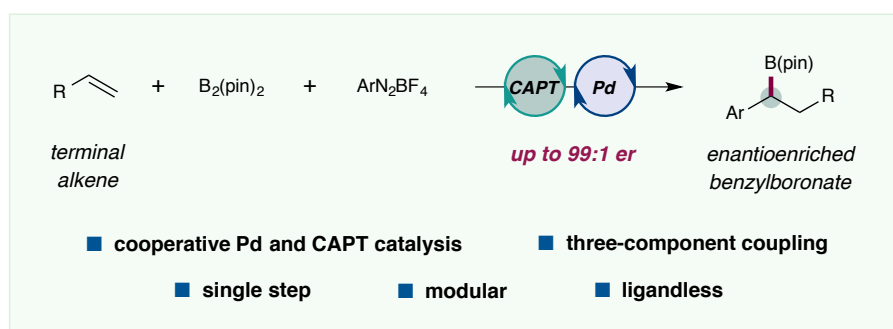 R + B2(pin)2 + ArN2BF4 CAPT Pd B(pin) Ar R
terminal alkene
up to 99:1 er
enantioenriched benzylboronate
■ cooperative Pd and CAPT catalysis ■ three-component coupling
■ single step ■ modular ■ ligandless